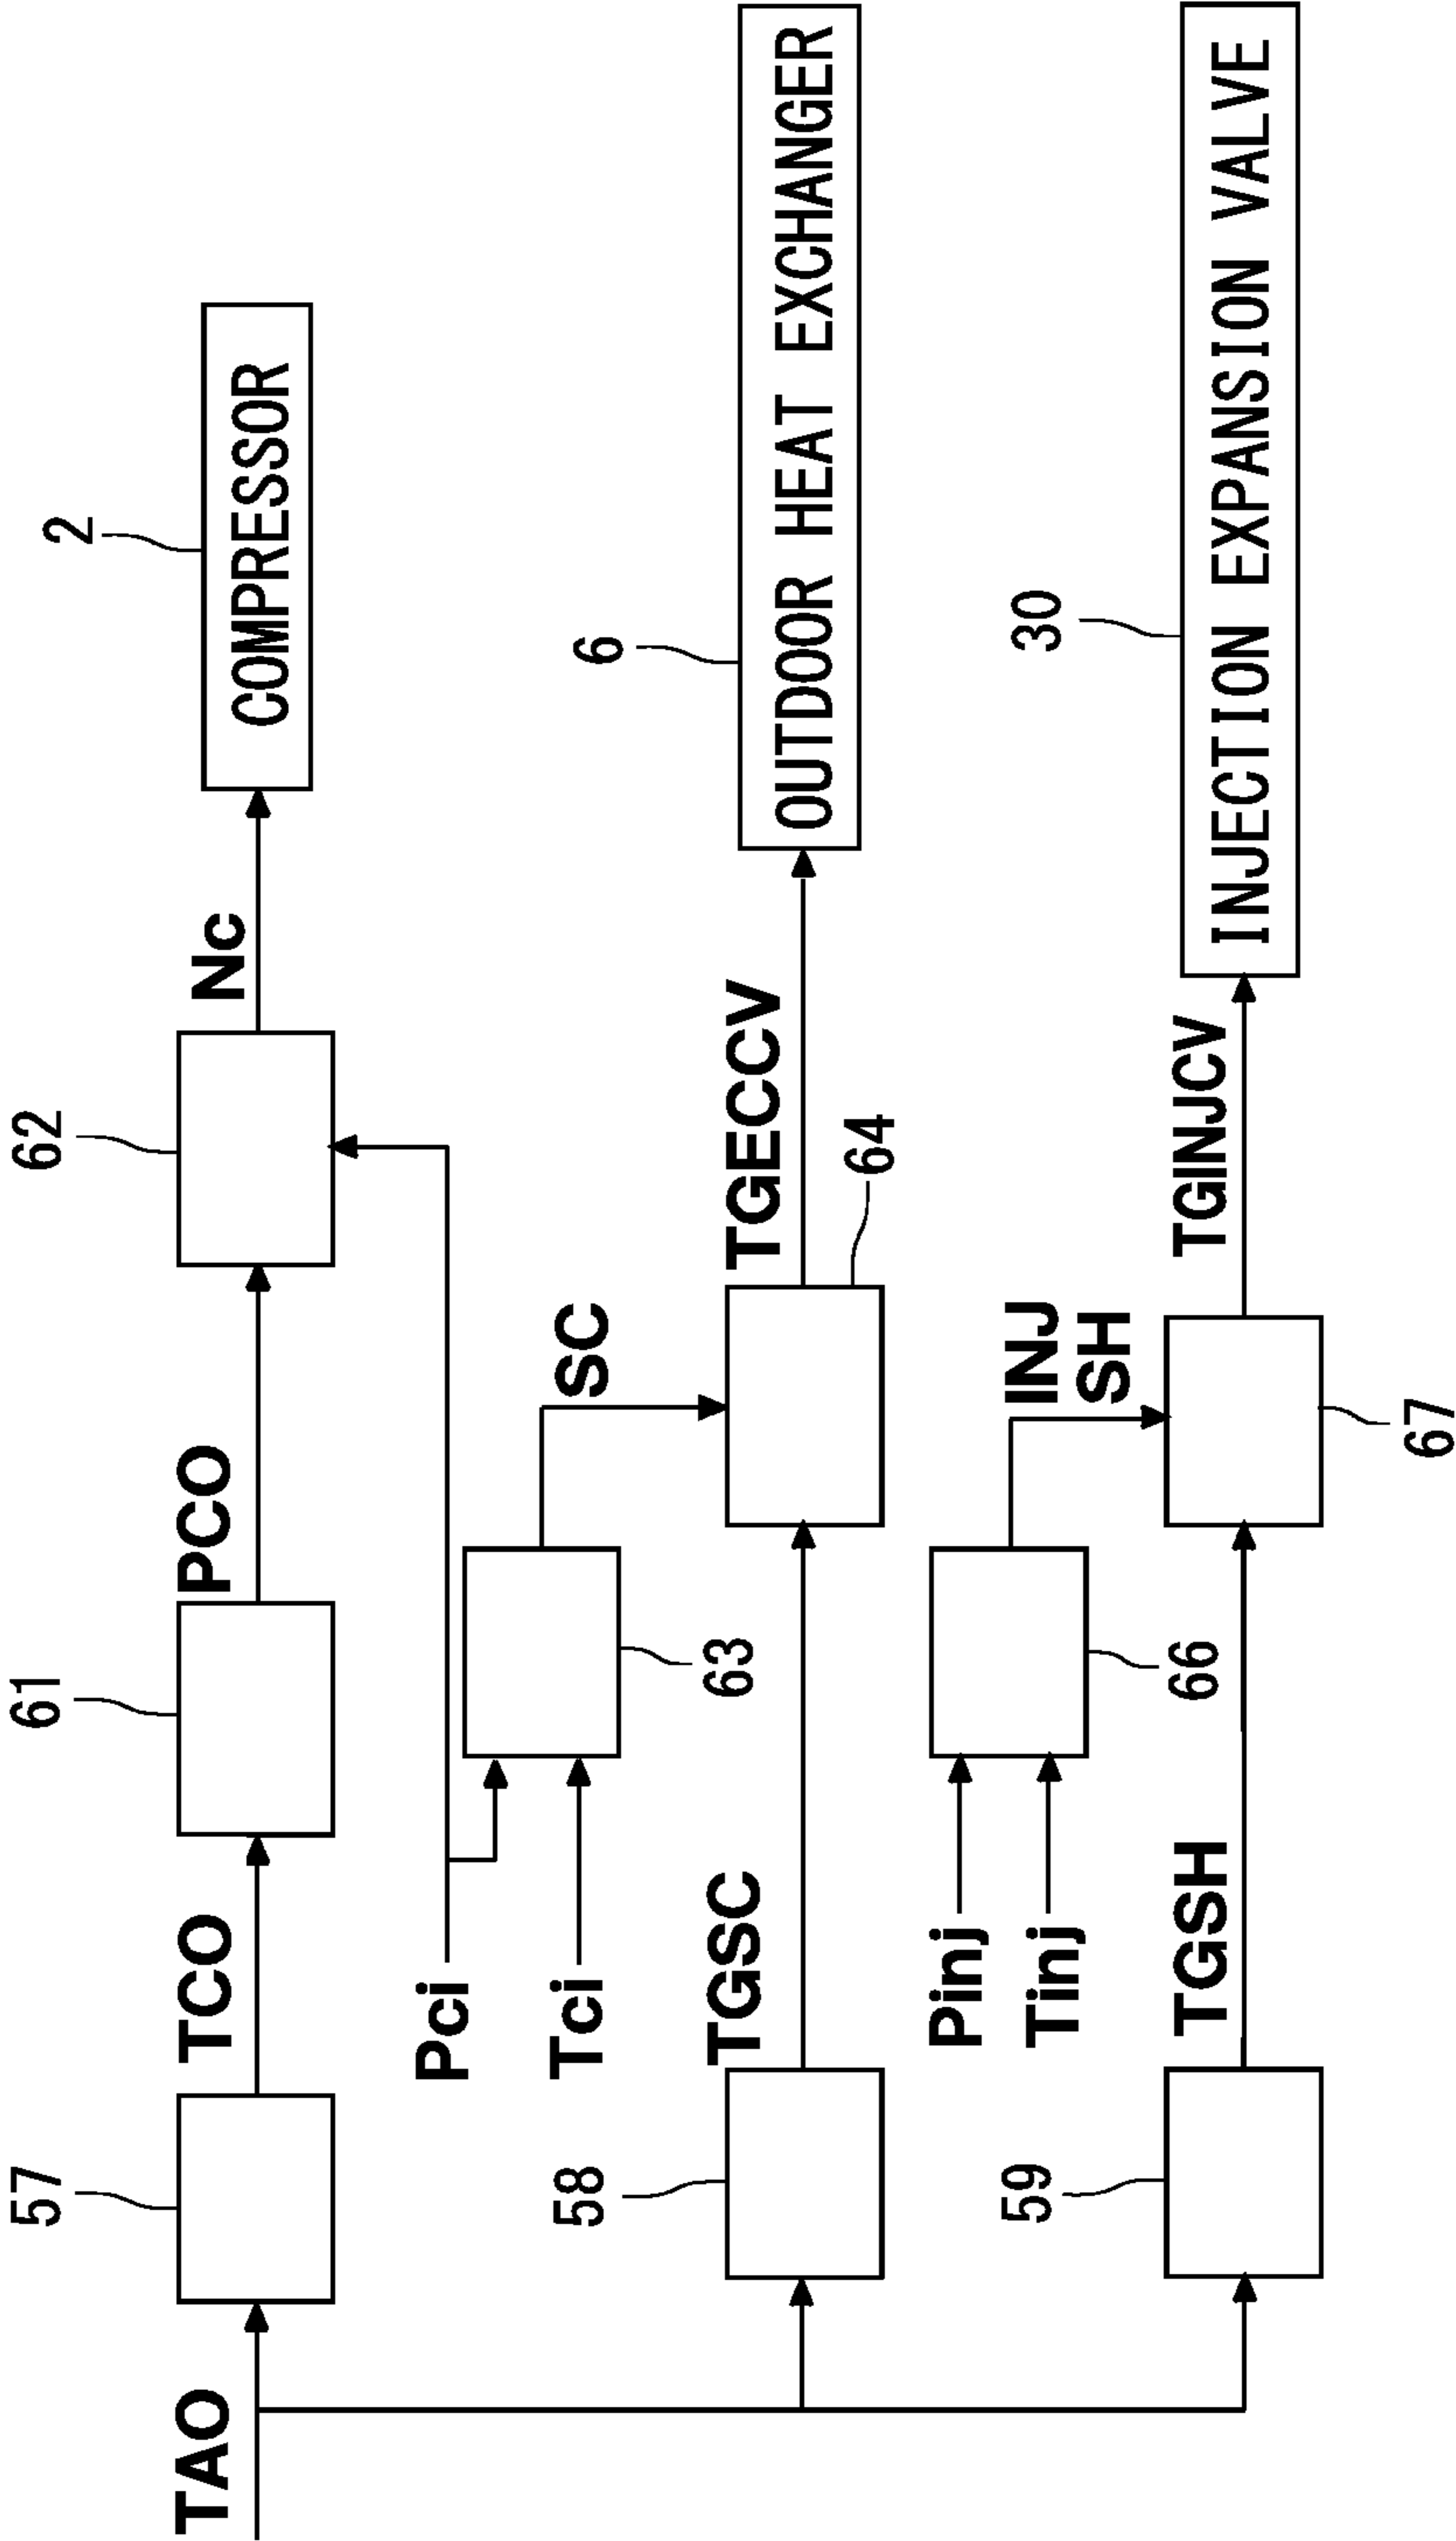 TAO
57
TCO
61
PCO
62
Nc
2
COMPRESSOR
Pci
Tci
63
SC
58
TGSC
64
TGECCV
6
OUTDOOR HEAT EXCHANGER
Pinj
Tinj
66
INJ
SH
59
TGSH
67
TGINJCV
30
INJECTION EXPANSION VALVE